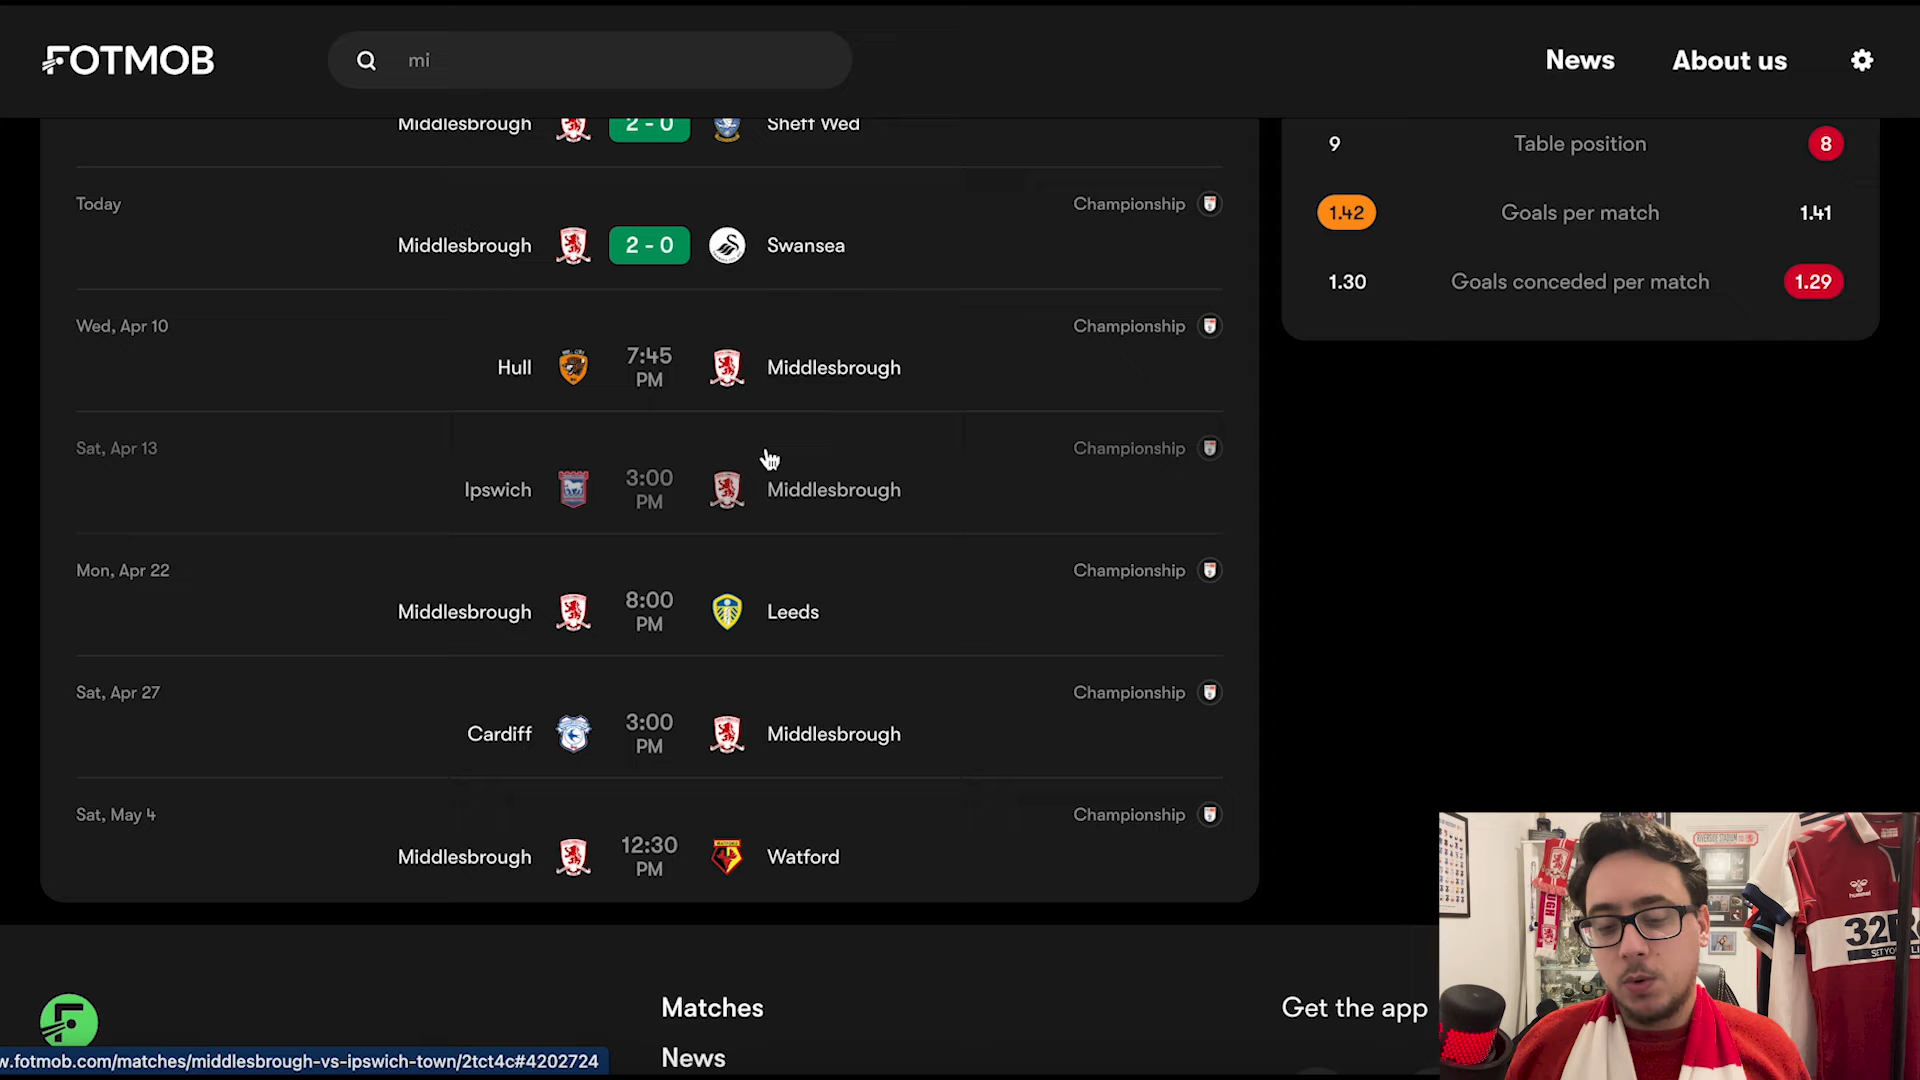 FOTMOB
mi
News
About us
Middlesbrough 2 - 0 Sheff Wed
Today
Championship
Middlesbrough 2 - 0 Swansea
Wed, Apr 10
Championship
Hull 7:45 PM Middlesbrough
Sat, Apr 13
Championship
Ipswich 3:00 PM Middlesbrough
Mon, Apr 22
Championship
Middlesbrough 8:00 PM Leeds
Sat, Apr 27
Championship
Cardiff 3:00 PM Middlesbrough
Sat, May 4
Championship
Middlesbrough 12:30 PM Watford
9 Table position 8
1.42 Goals per match 1.41
1.30 Goals conceded per match 1.29
Matches
News
Get the app
w.fotmob.com/matches/middlesbrough-vs-ipswich-town/2tct4c#4202724
RIVERSIDE STADIUM
hummel
32R